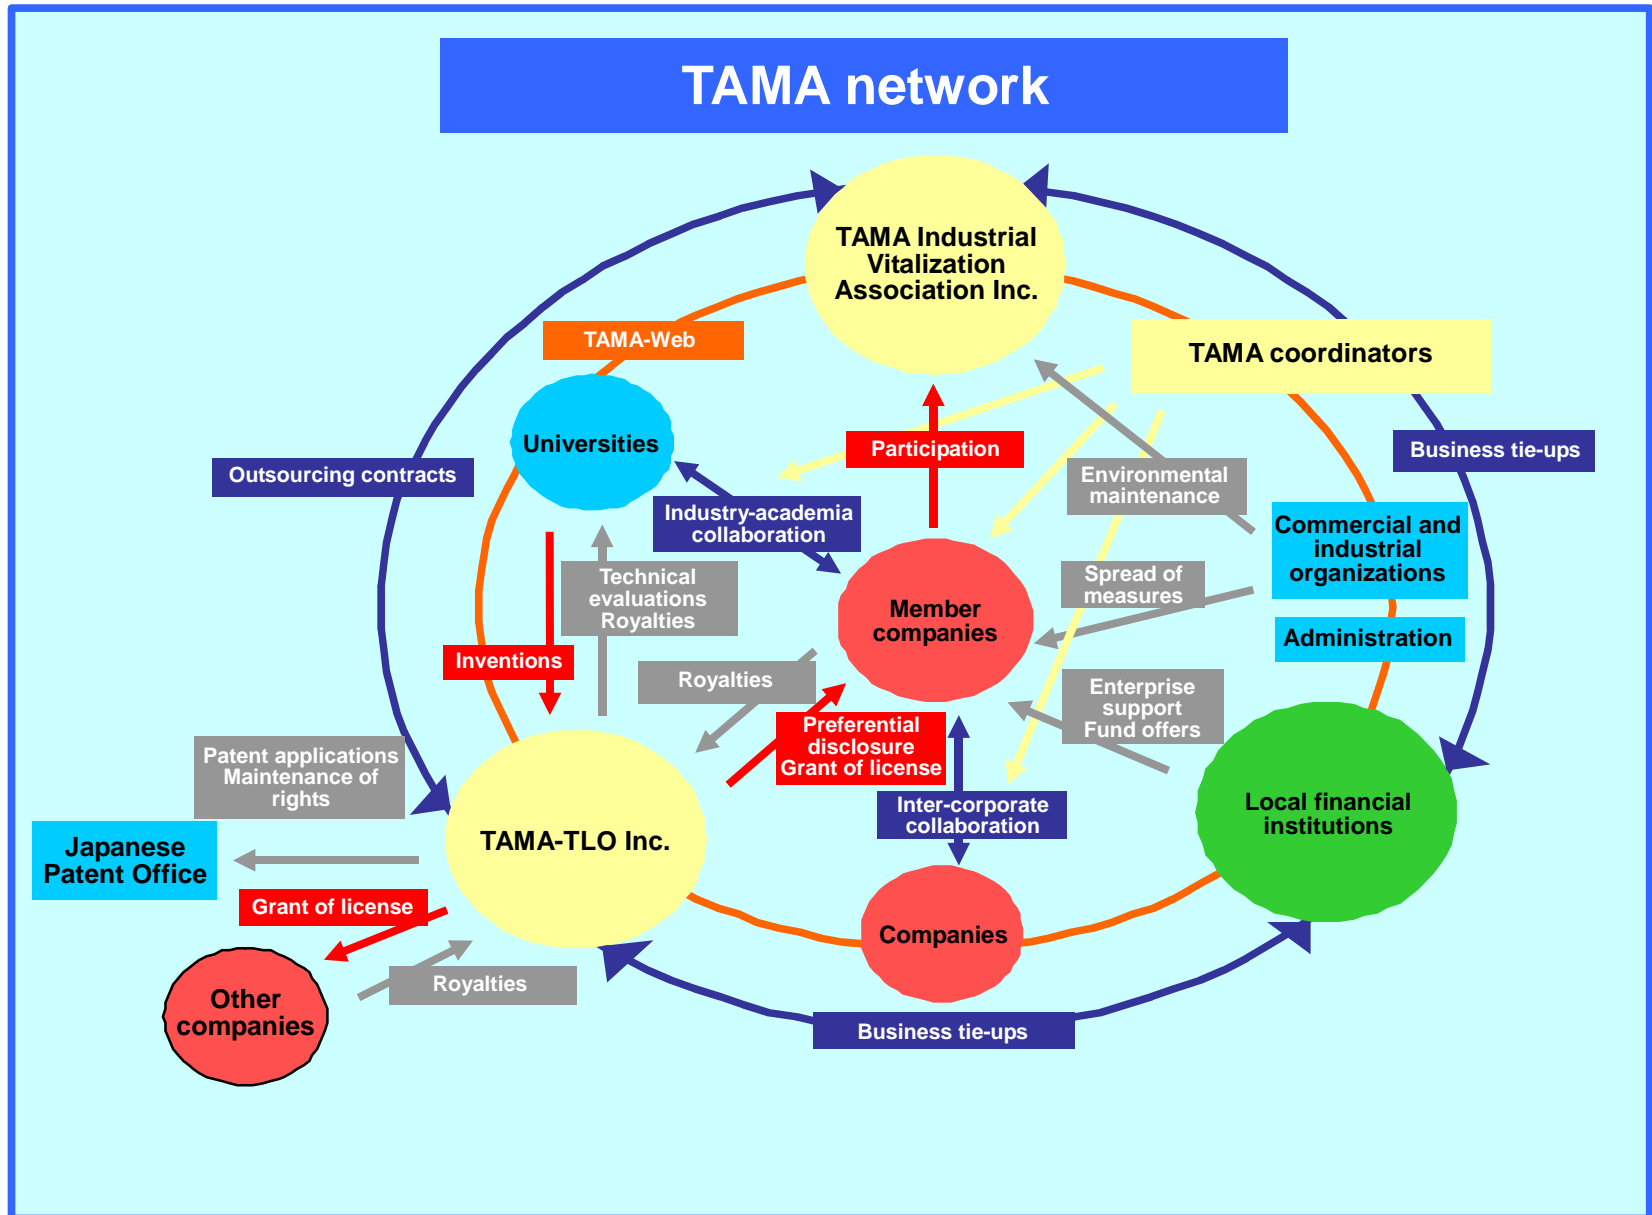 TAMA network
TAMA Industrial
Vitalization
Association Inc.
TAMA-Web
TAMA coordinators
Universities
Participation
Business tie-ups
Outsourcing contracts
Environmental
maintenance
Industry-academia
collaboration
Commercial and
industrial
organizations
Technical
evaluations
Royalties
Spread of
measures
Member
companies
Administration
Inventions
Royalties
Enterprise
support
Fund offers
Preferential
disclosure
Grant of license
Patent applications
Maintenance of
rights
Inter-corporate
collaboration
Local financial
institutions
TAMA-TLO Inc.
Japanese
Patent Office
Grant of license
Companies
Royalties
Other
companies
Business tie-ups